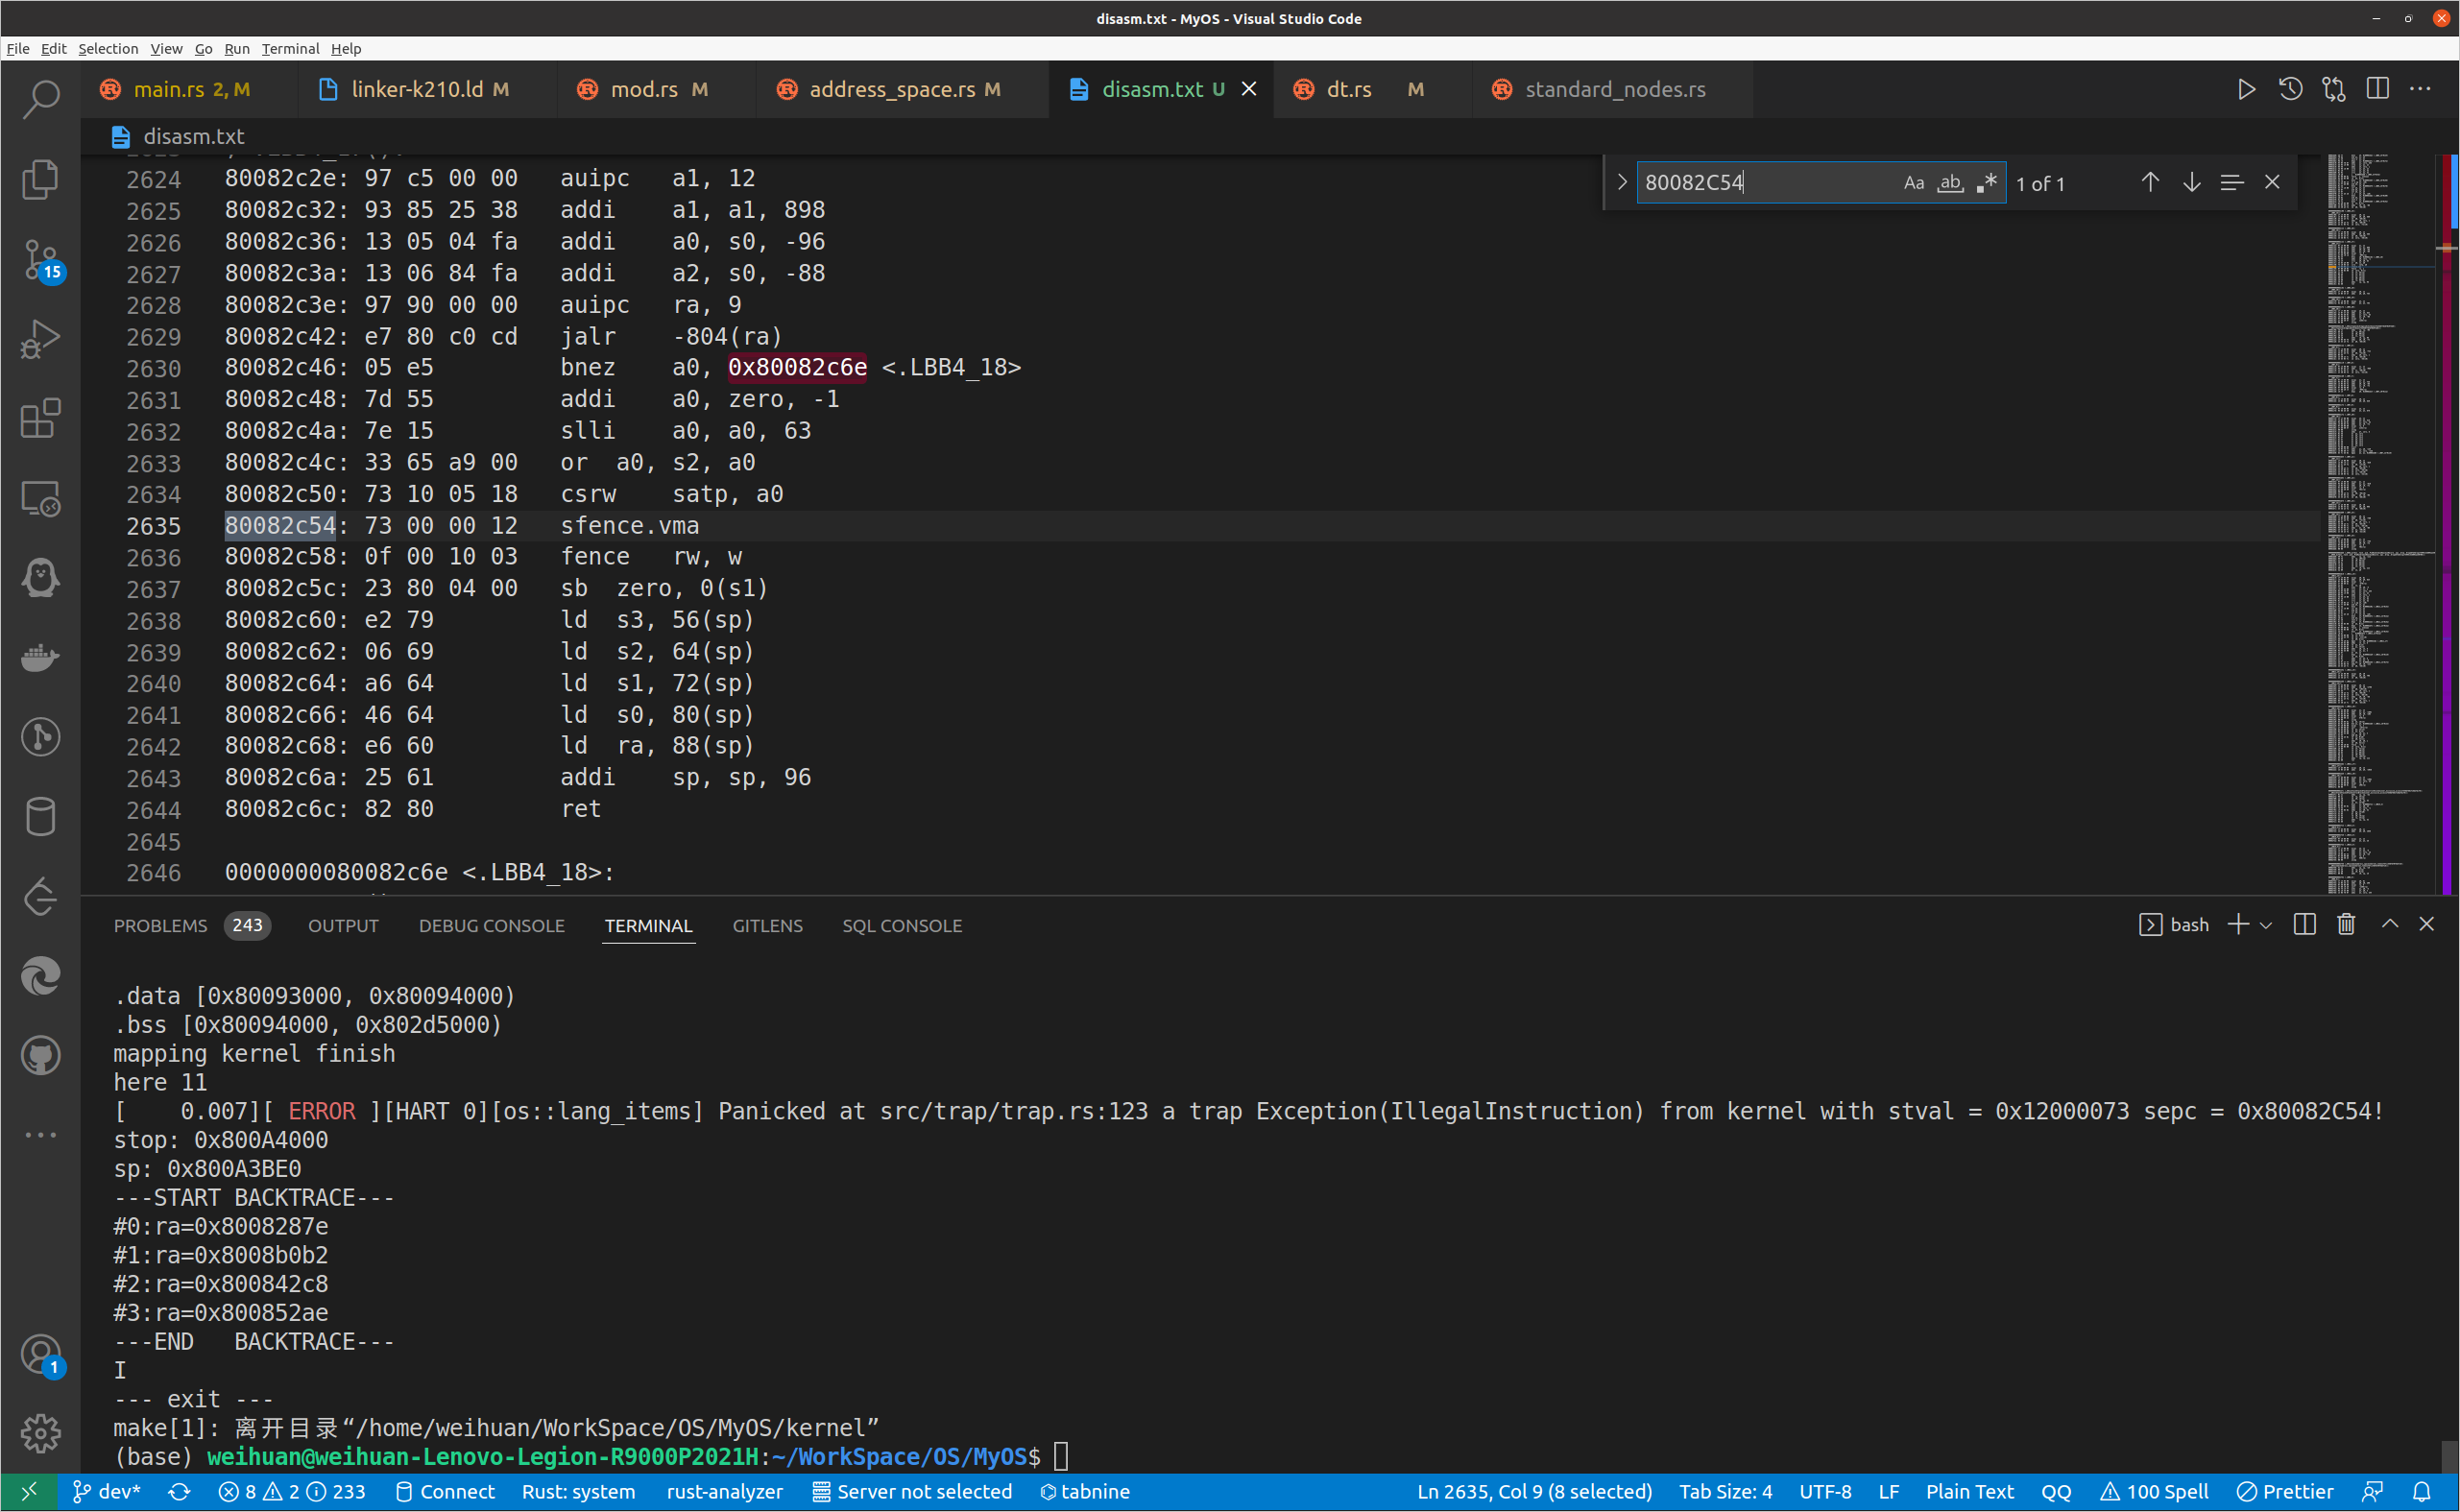 disasm.txt - MyOS - Visual Studio Code
File Edit Selection View Go Run Terminal Help
main.rs 2, M linker-k210.ld M mod.rs M address_space.rs M disasm.txt U dt.rs M standard_nodes.rs
disasm.txt
80082C54 Aa ab 1 of 1
2624 80082c2e: 97 c5 00 00 auipc a1, 12
2625 80082c32: 93 85 25 38 addi a1, a1, 898
2626 80082c36: 13 05 04 fa addi a0, s0, -96
2627 80082c3a: 13 06 84 fa addi a2, s0, -88
2628 80082c3e: 97 90 00 00 auipc ra, 9
2629 80082c42: e7 80 c0 cd jalr -804(ra)
2630 80082c46: 05 e5 bnez a0, 0x80082c6e <.LBB4_18>
2631 80082c48: 7d 55 addi a0, zero, -1
2632 80082c4a: 7e 15 slli a0, a0, 63
2633 80082c4c: 33 65 a9 00 or a0, s2, a0
2634 80082c50: 73 10 05 18 csrw satp, a0
2635 80082c54: 73 00 00 12 sfence.vma
2636 80082c58: 0f 00 10 03 fence rw, w
2637 80082c5c: 23 80 04 00 sb zero, 0(s1)
2638 80082c60: e2 79 ld s3, 56(sp)
2639 80082c62: 06 69 ld s2, 64(sp)
2640 80082c64: a6 64 ld s1, 72(sp)
2641 80082c66: 46 64 ld s0, 80(sp)
2642 80082c68: e6 60 ld ra, 88(sp)
2643 80082c6a: 25 61 addi sp, sp, 96
2644 80082c6c: 82 80 ret
2645
2646 0000000080082c6e <.LBB4_18>:
15
PROBLEMS 243 OUTPUT DEBUG CONSOLE TERMINAL GITLENS SQL CONSOLE bash
.data [0x80093000, 0x80094000)
.bss [0x80094000, 0x802d5000)
mapping kernel finish
here 11
[    0.007][ ERROR ][HART 0][os::lang_items] Panicked at src/trap/trap.rs:123 a trap Exception(IllegalInstruction) from kernel with stval = 0x12000073 sepc = 0x80082C54!
stop: 0x800A4000
sp: 0x800A3BE0
---START BACKTRACE---
#0:ra=0x8008287e
#1:ra=0x8008b0b2
#2:ra=0x800842c8
#3:ra=0x800852ae
---END   BACKTRACE---
I
--- exit ---
make[1]: 离开目录“/home/weihuan/WorkSpace/OS/MyOS/kernel”
(base) weihuan@weihuan-Lenovo-Legion-R9000P2021H:~/WorkSpace/OS/MyOS$
1
dev* 8 2 233 Connect Rust: system rust-analyzer Server not selected tabnine Ln 2635, Col 9 (8 selected) Tab Size: 4 UTF-8 LF Plain Text QQ 100 Spell Prettier